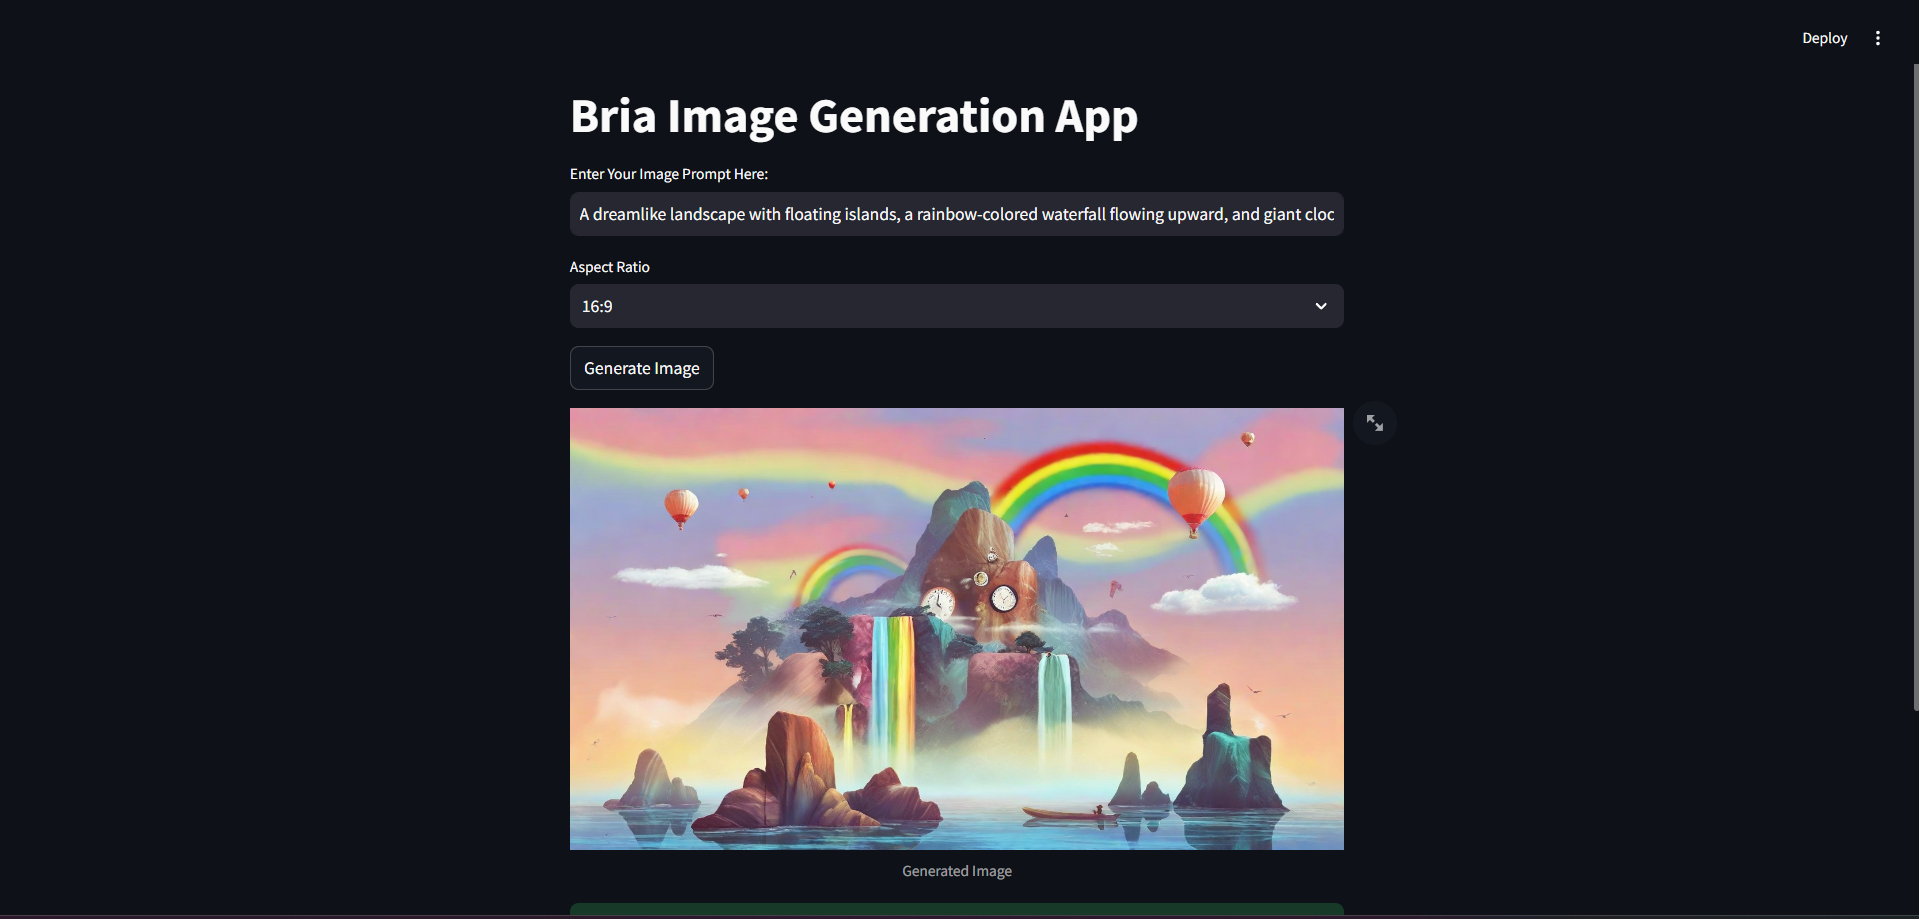 Deploy
Bria Image Generation App
Enter Your Image Prompt Here:
A dreamlike landscape with floating islands, a rainbow-colored waterfall flowing upward, and giant cloc
Aspect Ratio
16:9
Generate Image
Generated Image